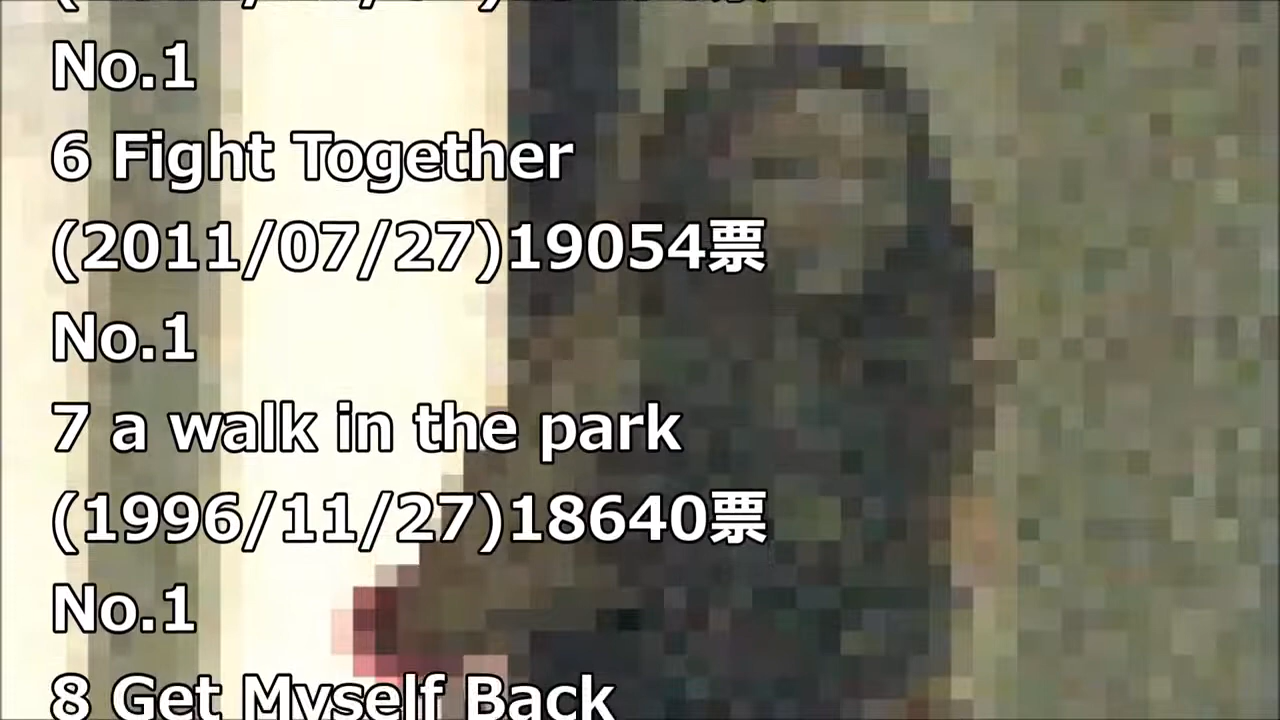 No.1
6 Fight Together
(2011/07/27)19054票
No.1
7 a walk in the park
(1996/11/27)18640票
No.1
8 Get Myself Back